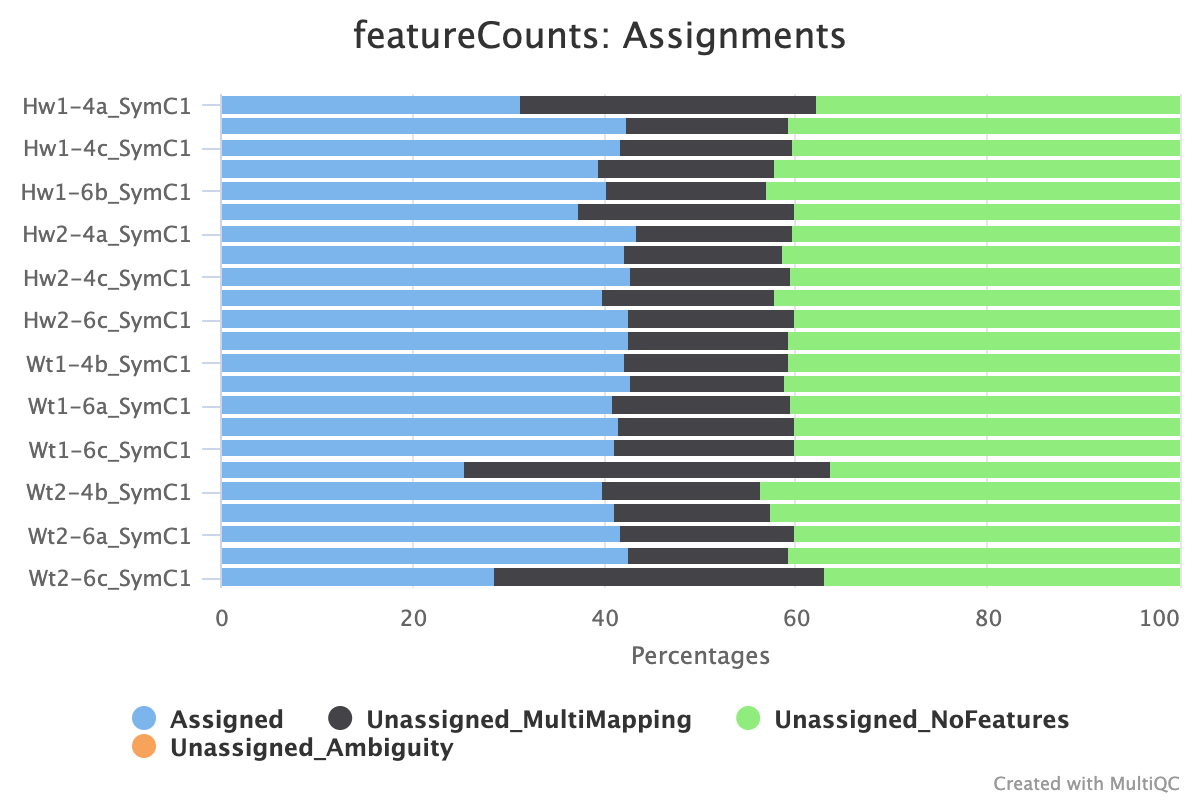 featureCounts: Assignments
Hw1-4a_SymC1
Hw1-4c_SymC1
Hw1-6b_SymC1
Hw2-4a_SymC1
Hw2-4c_SymC1
Hw2-6c_SymC1
Wt1-4b_SymC1
Wt1-6a_SymC1
Wt1-6c_SymC1
Wt2-4b_SymC1
Wt2-6a_SymC1
Wt2-6c_SymC1
0 20 40 60 80 100
Percentages
Assigned Unassigned_MultiMapping Unassigned_NoFeatures
Unassigned_Ambiguity
Created with MultiQC